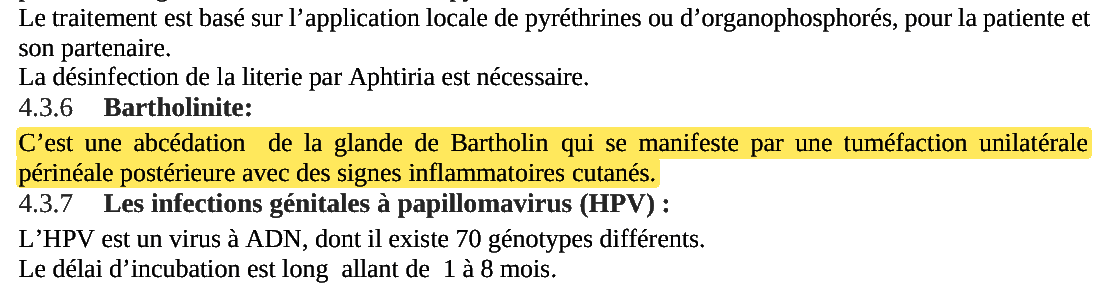 Le traitement est basé sur l’application locale de pyréthrines ou d’organophosphorés, pour la patiente et
son partenaire.
La désinfection de la literie par Aphtiria est nécessaire.
4.3.6 Bartholinite:
C’est une abcédation de la glande de Bartholin qui se manifeste par une tuméfaction unilatérale
périnéale postérieure avec des signes inflammatoires cutanés.
4.3.7 Les infections génitales à papillomavirus (HPV) :
L’HPV est un virus à ADN, dont il existe 70 génotypes différents.
Le délai d’incubation est long allant de 1 à 8 mois.